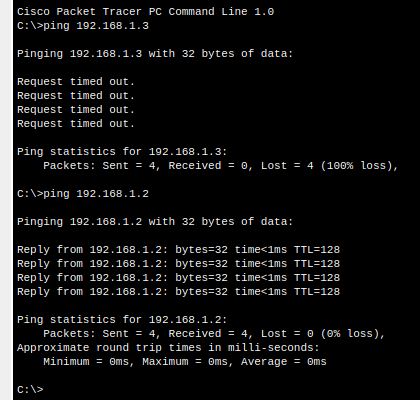 Cisco Packet Tracer PC Command Line 1.0
C:\>ping 192.168.1.3
Pinging 192.168.1.3 with 32 bytes of data:
Request timed out.
Request timed out.
Request timed out.
Request timed out.
Ping statistics for 192.168.1.3:
Packets: Sent = 4, Received = 0, Lost = 4 (100% loss),
C:\>ping 192.168.1.2
Pinging 192.168.1.2 with 32 bytes of data:
Reply from 192.168.1.2: bytes=32 time<1ms TTL=128
Reply from 192.168.1.2: bytes=32 time<1ms TTL=128
Reply from 192.168.1.2: bytes=32 time<1ms TTL=128
Reply from 192.168.1.2: bytes=32 time<1ms TTL=128
Ping statistics for 192.168.1.2:
Packets: Sent = 4, Received = 4, Lost = 0 (0% loss),
Approximate round trip times in milli-seconds:
Minimum = 0ms, Maximum = 0ms, Average = 0ms
C:\>